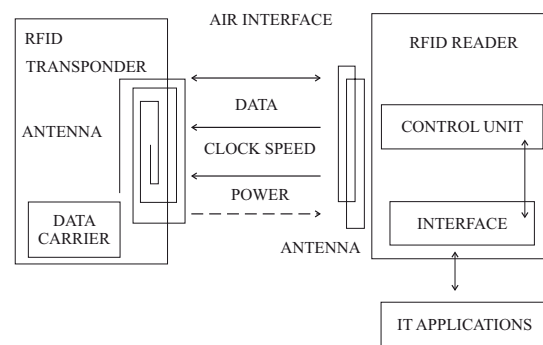 RFID
TRANSPONDER
ANTENNA
DATA
CARRIER
AIR INTERFACE
DATA
CLOCK SPEED
POWER
ANTENNA
RFID READER
CONTROL UNIT
INTERFACE
IT APPLICATIONS